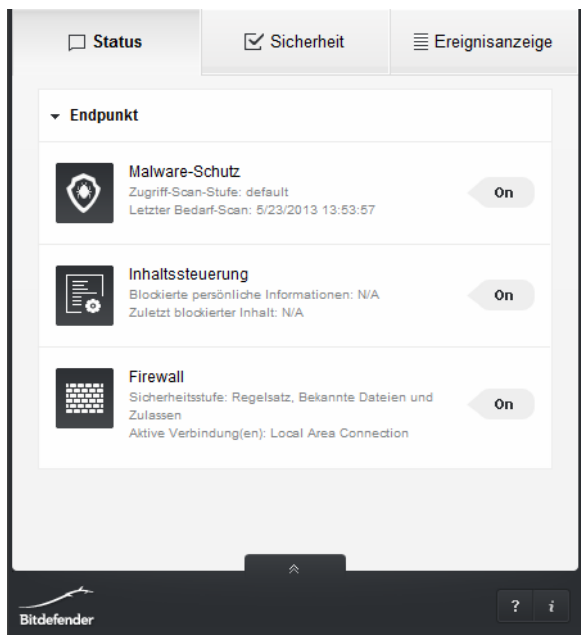 Status
Sicherheit
Ereignisanzeige
Endpunkt
Malware-Schutz
Zugriff-Scan-Stufe: default
Letzter Bedarf-Scan: 5/23/2013 13:53:57
On
Inhaltssteuerung
Blockierte persönliche Informationen: N/A
Zuletzt blockierter Inhalt: N/A
On
Firewall
Sicherheitsstufe: Regelsatz, Bekannte Dateien und
Zulassen
Aktive Verbindung(en): Local Area Connection
On
Bitdefender
? i